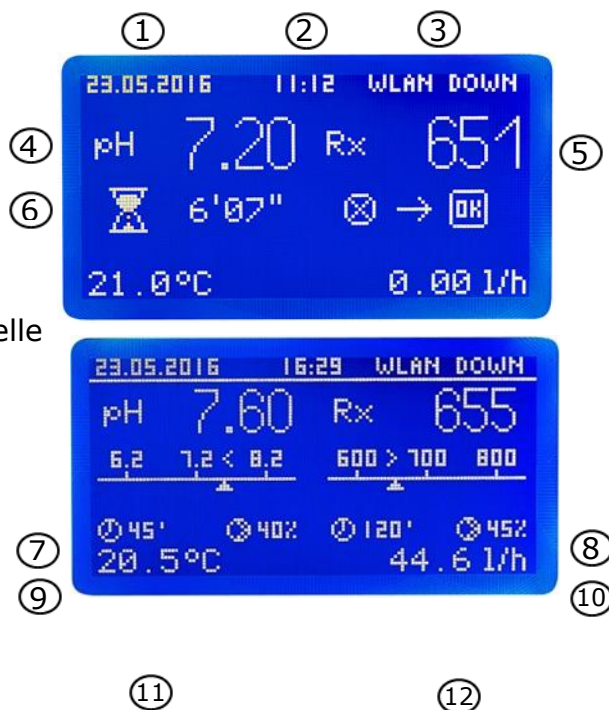 ① ② ③
23.05.2016 11:12 WLAN DOWN
④ pH 7.20 Rx 651 ⑤
⑥ 6'07" → OK
21.0°C 0.00 l/h
elle
23.05.2016 16:29 WLAN DOWN
pH 7.60 Rx 655
6.2 7.2 < 8.2 600 > 700 800
45' 40% 120' 45%
⑦ 20.5°C 44.6 l/h ⑧
⑨ ⑩
⑪ ⑫